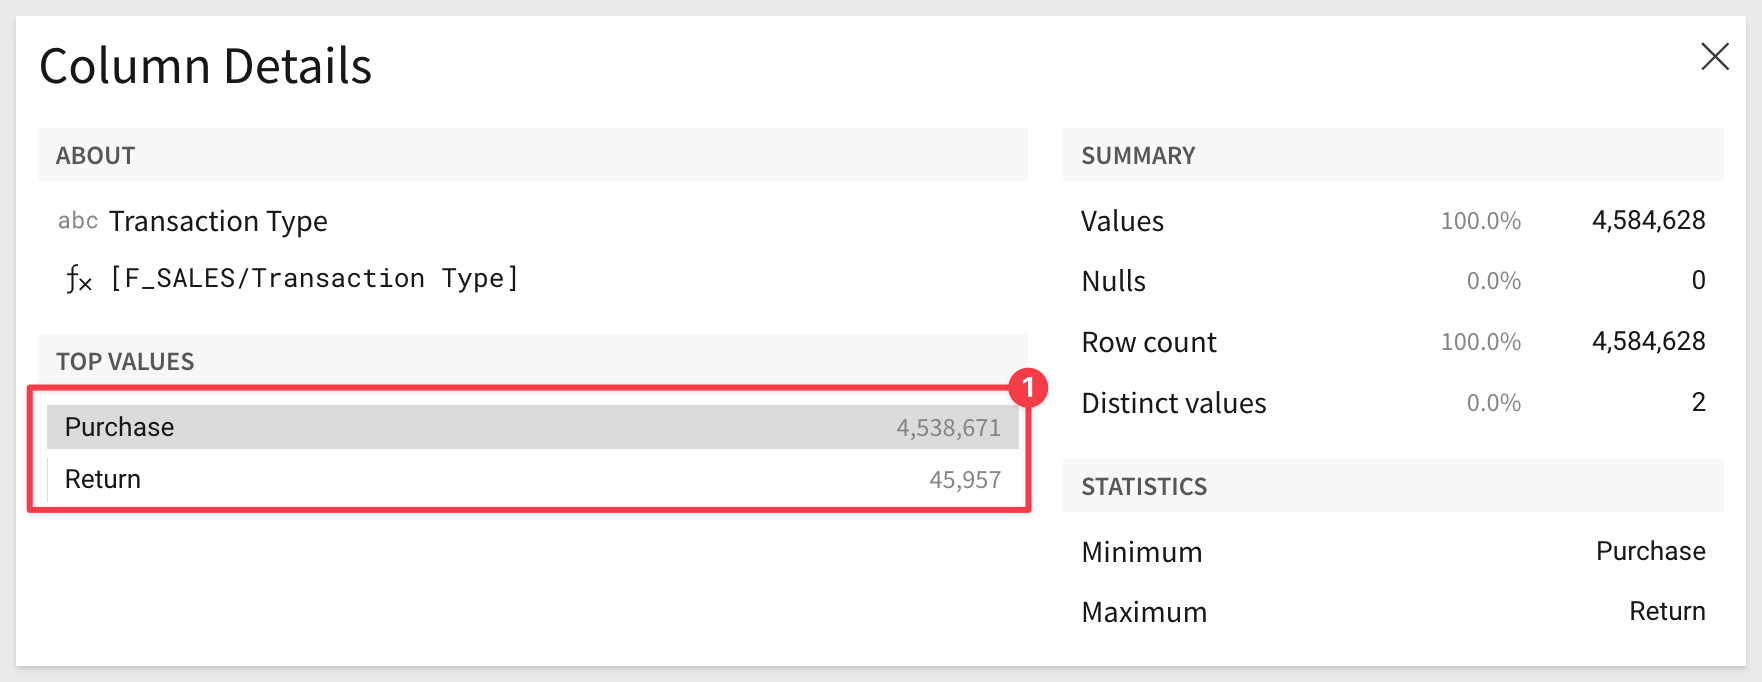 Column Details
ABOUT
abc Transaction Type
fx [F_SALES/Transaction Type]
TOP VALUES
1
Purchase 4,538,671
Return 45,957
SUMMARY
Values 100.0% 4,584,628
Nulls 0.0% 0
Row count 100.0% 4,584,628
Distinct values 0.0% 2
STATISTICS
Minimum Purchase
Maximum Return